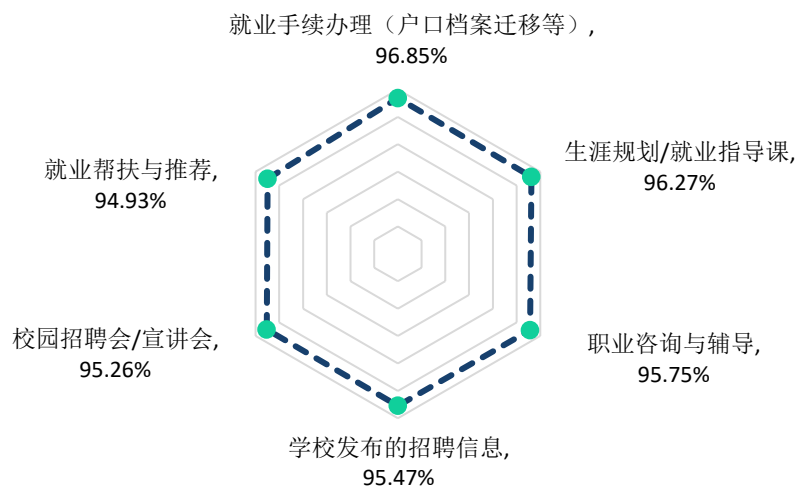 就业手续办理（户口档案迁移等）,
96.85%
生涯规划/就业指导课,
96.27%
职业咨询与辅导,
95.75%
学校发布的招聘信息,
95.47%
校园招聘会/宣讲会,
95.26%
就业帮扶与推荐,
94.93%